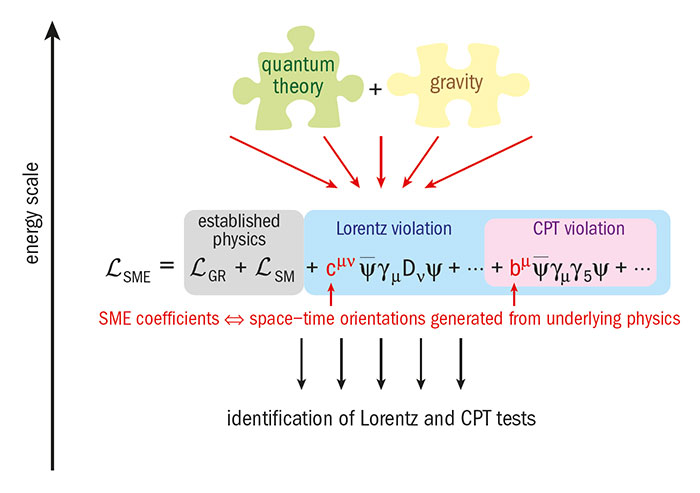 quantum
theory
+
gravity
energy scale
established
physics
Lorentz violation
CPT violation
ℒSME = ℒGR + ℒSM + cμν ψ̅γμDνψ + ··· + bμψ̅γμγ5ψ + ···
SME coefficients ⇔ space–time orientations generated from underlying physics
identification of Lorentz and CPT tests